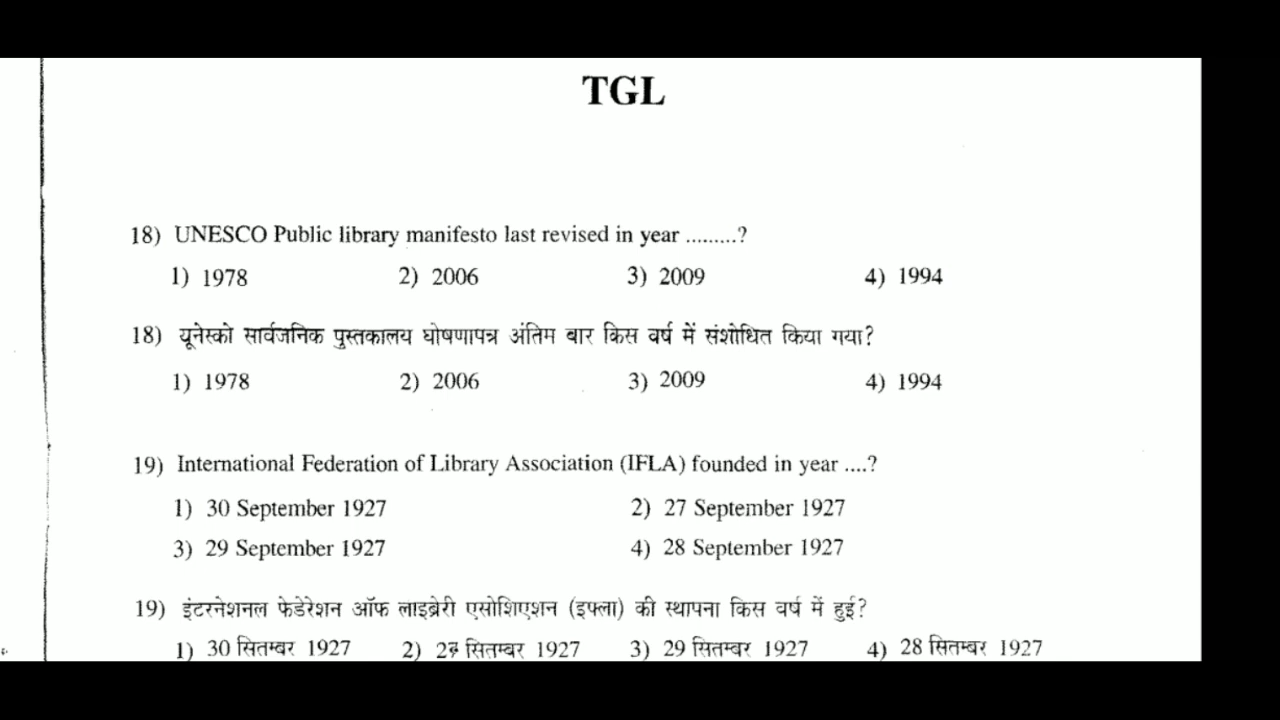 TGL
18) UNESCO Public library manifesto last revised in year .........?
1) 1978 2) 2006 3) 2009 4) 1994
18) यूनेस्को सार्वजनिक पुस्तकालय घोषणापत्र अंतिम बार किस वर्ष में संशोधित किया गया?
1) 1978 2) 2006 3) 2009 4) 1994
19) International Federation of Library Association (IFLA) founded in year ....?
1) 30 September 1927 2) 27 September 1927
3) 29 September 1927 4) 28 September 1927
19) इंटरनेशनल फेडेरेशन ऑफ लाइब्रेरी एसोशिएशन (इफ्ला) की स्थापना किस वर्ष में हुई?
1) 30 सितम्बर 1927 2) 27 सितम्बर 1927 3) 29 सितम्बर 1927 4) 28 सितम्बर 1927